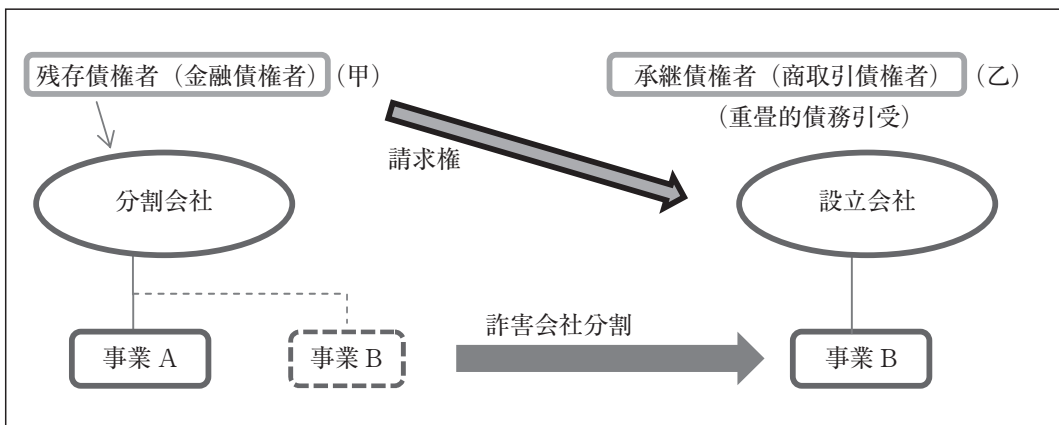 残存債権者（金融債権者）（甲）
承継債権者（商取引債権者）（乙）
（重畳的債務引受）
請求権
分割会社
設立会社
詐害会社分割
事業 A
事業 B
事業 B